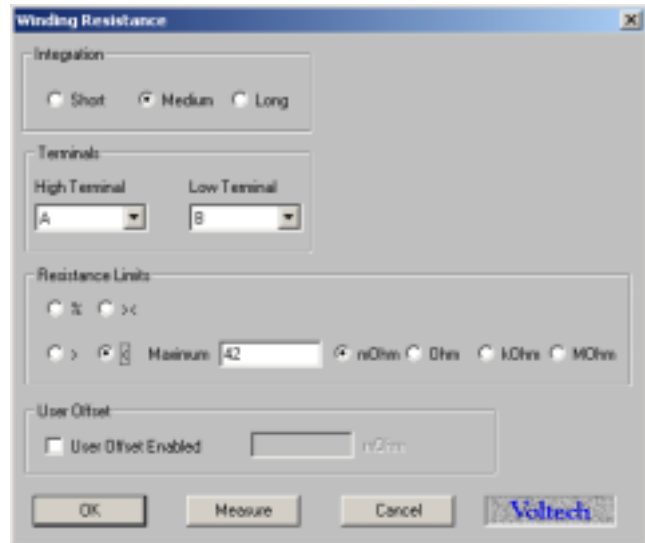 Winding Resistance
Integration
Short Medium Long
Terminals
High Terminal Low Terminal
A B
Resistance Limits
% ><
> < Maximum 42 mOhm Ohm kOhm MOhm
User Offset
User Offset Enabled mOhm
OK Measure Cancel Voltech